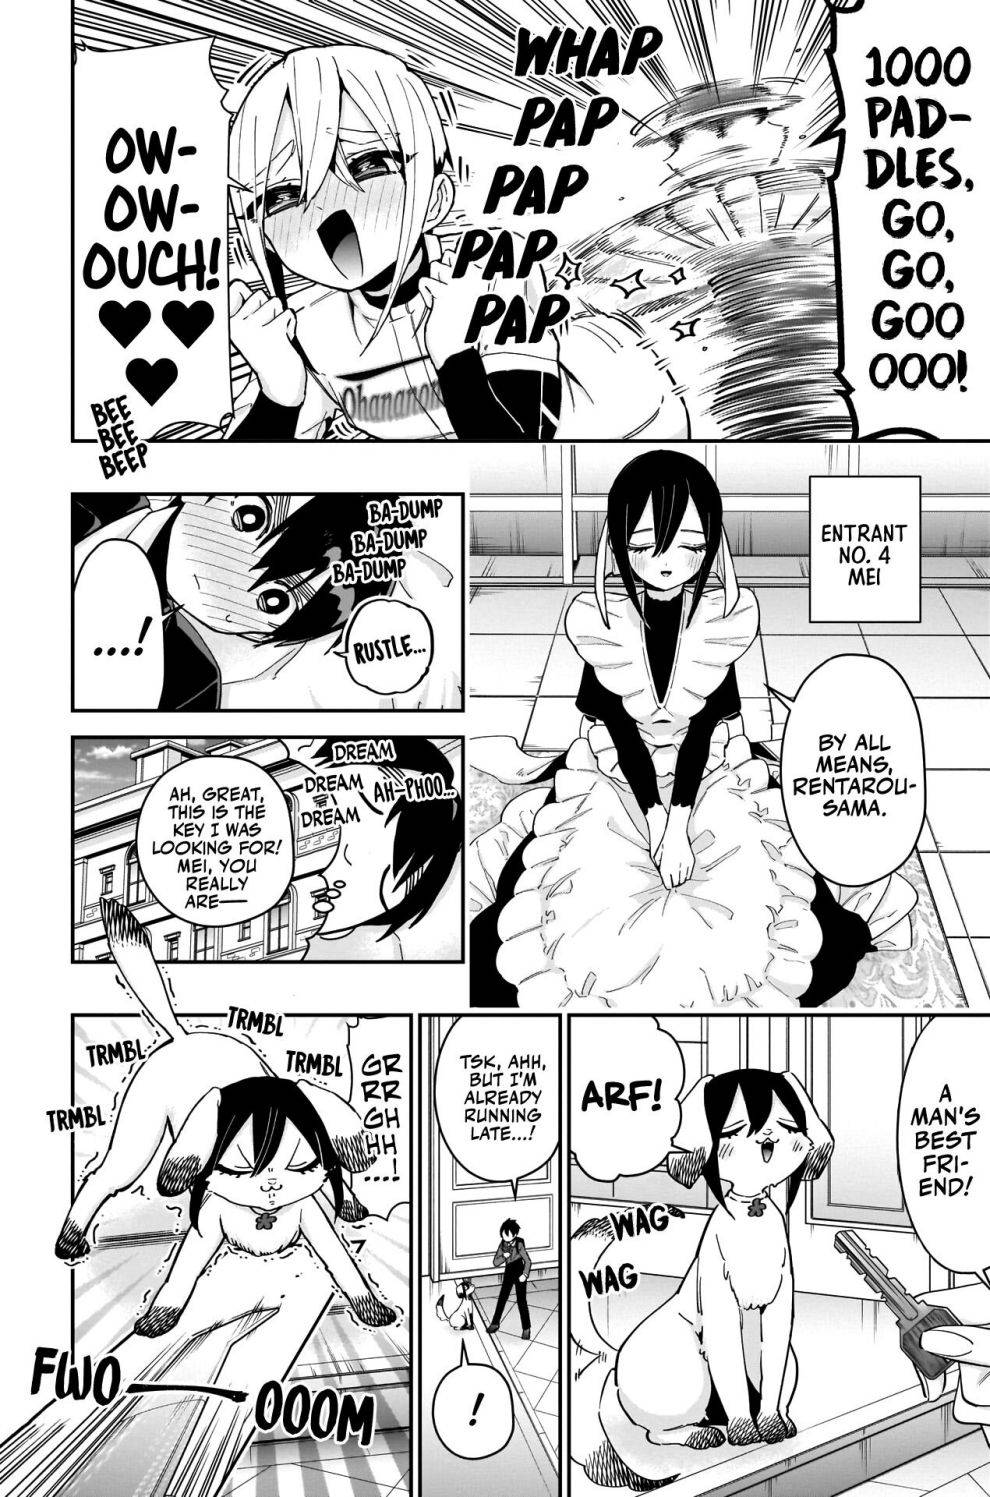 1000
PAD-
DLES,
GO,
GO,
GOO
OOO!
WHAP
PAP
PAP
PAP
PAP
OW-
OW-
OUCH!
♥♥
♥
Ohananon
BEE
BEE
BEEP
ENTRANT
NO. 4
MEI
BY ALL
MEANS,
RENTAROU-
SAMA.
BA-DUMP
BA-DUMP
BA-DUMP
RUSTLE...
....!
DREAM
DREAM
DREAM
AH-PHOO...
AH, GREAT,
THIS IS THE
KEY I WAS
LOOKING FOR!
MEI, YOU
REALLY
ARE—
A
MAN'S
BEST
FRI-
END!
ARF!
WAG
WAG
TSK, AHH,
BUT I'M
ALREADY
RUNNING
LATE...!
!
GR
RR
GH
HH
....!
TRMBL
TRMBL
TRMBL
TRMBL
FWO—OOOM